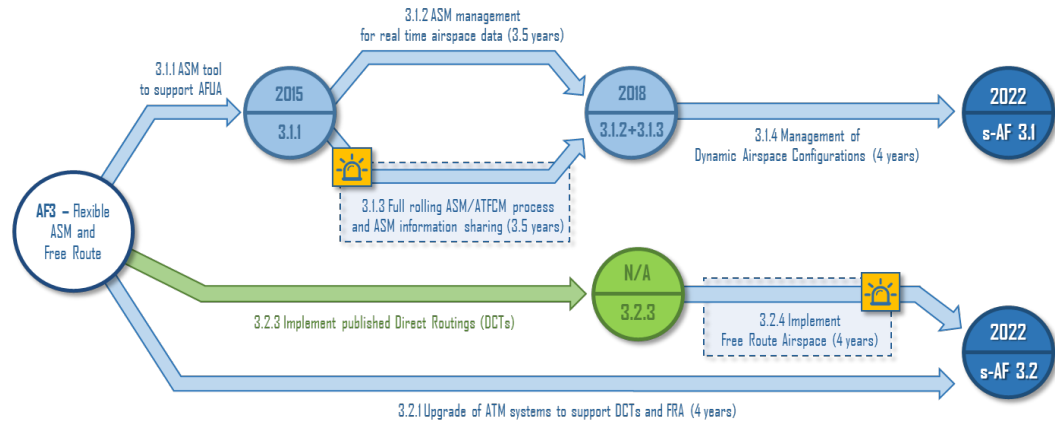 3.1.2 ASM management
for real time airspace data (3.5 years)
3.1.1 ASM tool
to support AFUA
2015
3.1.1
2018
3.1.2+3.1.3
2022
s-AF 3.1
3.1.4 Management of
Dynamic Airspace Configurations (4 years)
3.1.3 Full rolling ASM/ATFCM process
and ASM information sharing (3.5 years)
AF3 – Flexible
ASM and
Free Route
N/A
3.2.3
3.2.3 Implement published Direct Routings (DCTs)
3.2.4 Implement
Free Route Airspace (4 years)
2022
s-AF 3.2
3.2.1 Upgrade of ATM systems to support DCTs and FRA (4 years)